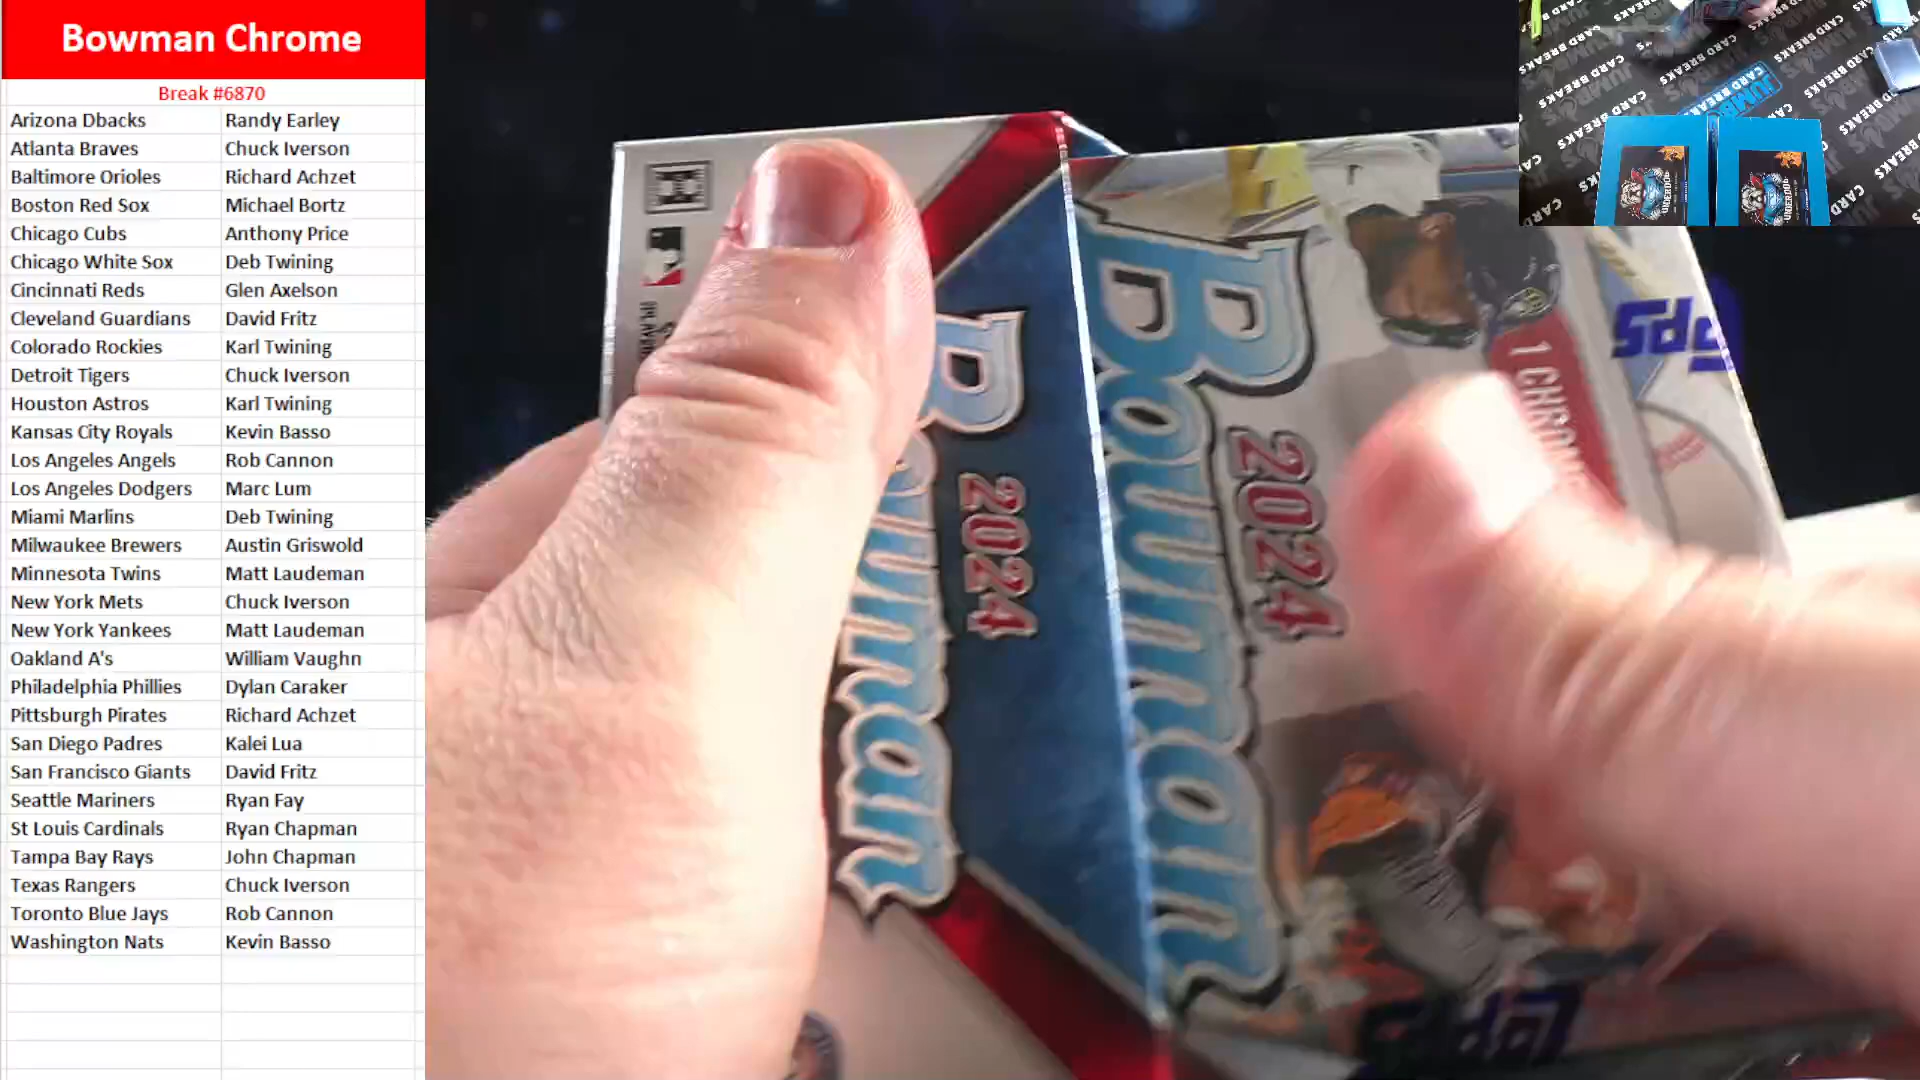 Bowman Chrome
Break #6870
Arizona Dbacks Randy Earley
Atlanta Braves Chuck Iverson
Baltimore Orioles Richard Achzet
Boston Red Sox Michael Bortz
Chicago Cubs Anthony Price
Chicago White Sox Deb Twining
Cincinnati Reds Glen Axelson
Cleveland Guardians David Fritz
Colorado Rockies Karl Twining
Detroit Tigers Chuck Iverson
Houston Astros Karl Twining
Kansas City Royals Kevin Basso
Los Angeles Angels Rob Cannon
Los Angeles Dodgers Marc Lum
Miami Marlins Deb Twining
Milwaukee Brewers Austin Griswold
Minnesota Twins Matt Laudeman
New York Mets Chuck Iverson
New York Yankees Matt Laudeman
Oakland A's William Vaughn
Philadelphia Phillies Dylan Caraker
Pittsburgh Pirates Richard Achzet
San Diego Padres Kalei Lua
San Francisco Giants David Fritz
Seattle Mariners Ryan Fay
St Louis Cardinals Ryan Chapman
Tampa Bay Rays John Chapman
Texas Rangers Chuck Iverson
Toronto Blue Jays Rob Cannon
Washington Nats Kevin Basso
Bowman
2024
Bowman
2024
1 CHROME
CARD BREAKS
JUMBO'S
CARD BREAKS
UNDERDOG
UNDERDOG